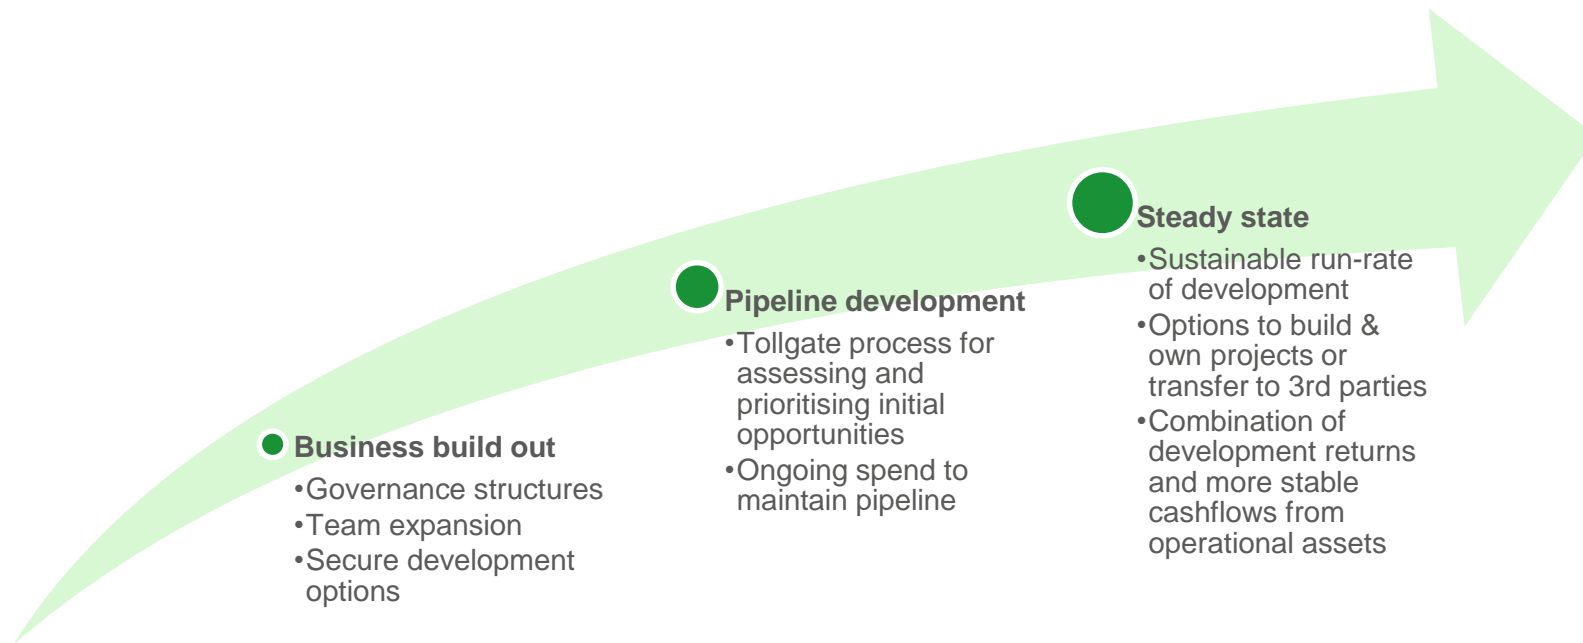 Business build out
•Governance structures
•Team expansion
•Secure development
options
Pipeline development
•Tollgate process for
assessing and
prioritising initial
opportunities
•Ongoing spend to
maintain pipeline
Steady state
•Sustainable run-rate
of development
•Options to build &
own projects or
transfer to 3rd parties
•Combination of
development returns
and more stable
cashflows from
operational assets